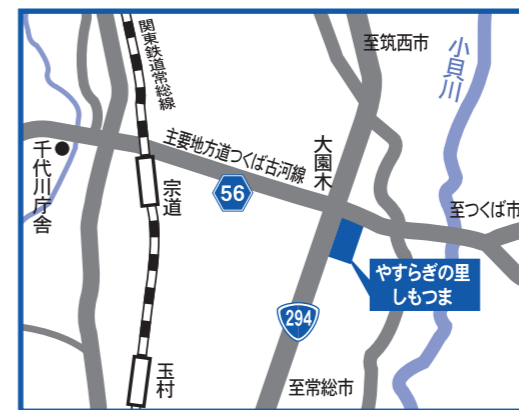 関東鉄道常総線
至筑西市
小貝川
大園木
主要地方道つくば古河線
千代川庁舎
宗道
56
至つくば市
やすらぎの里
しもつま
294
玉村
至常総市